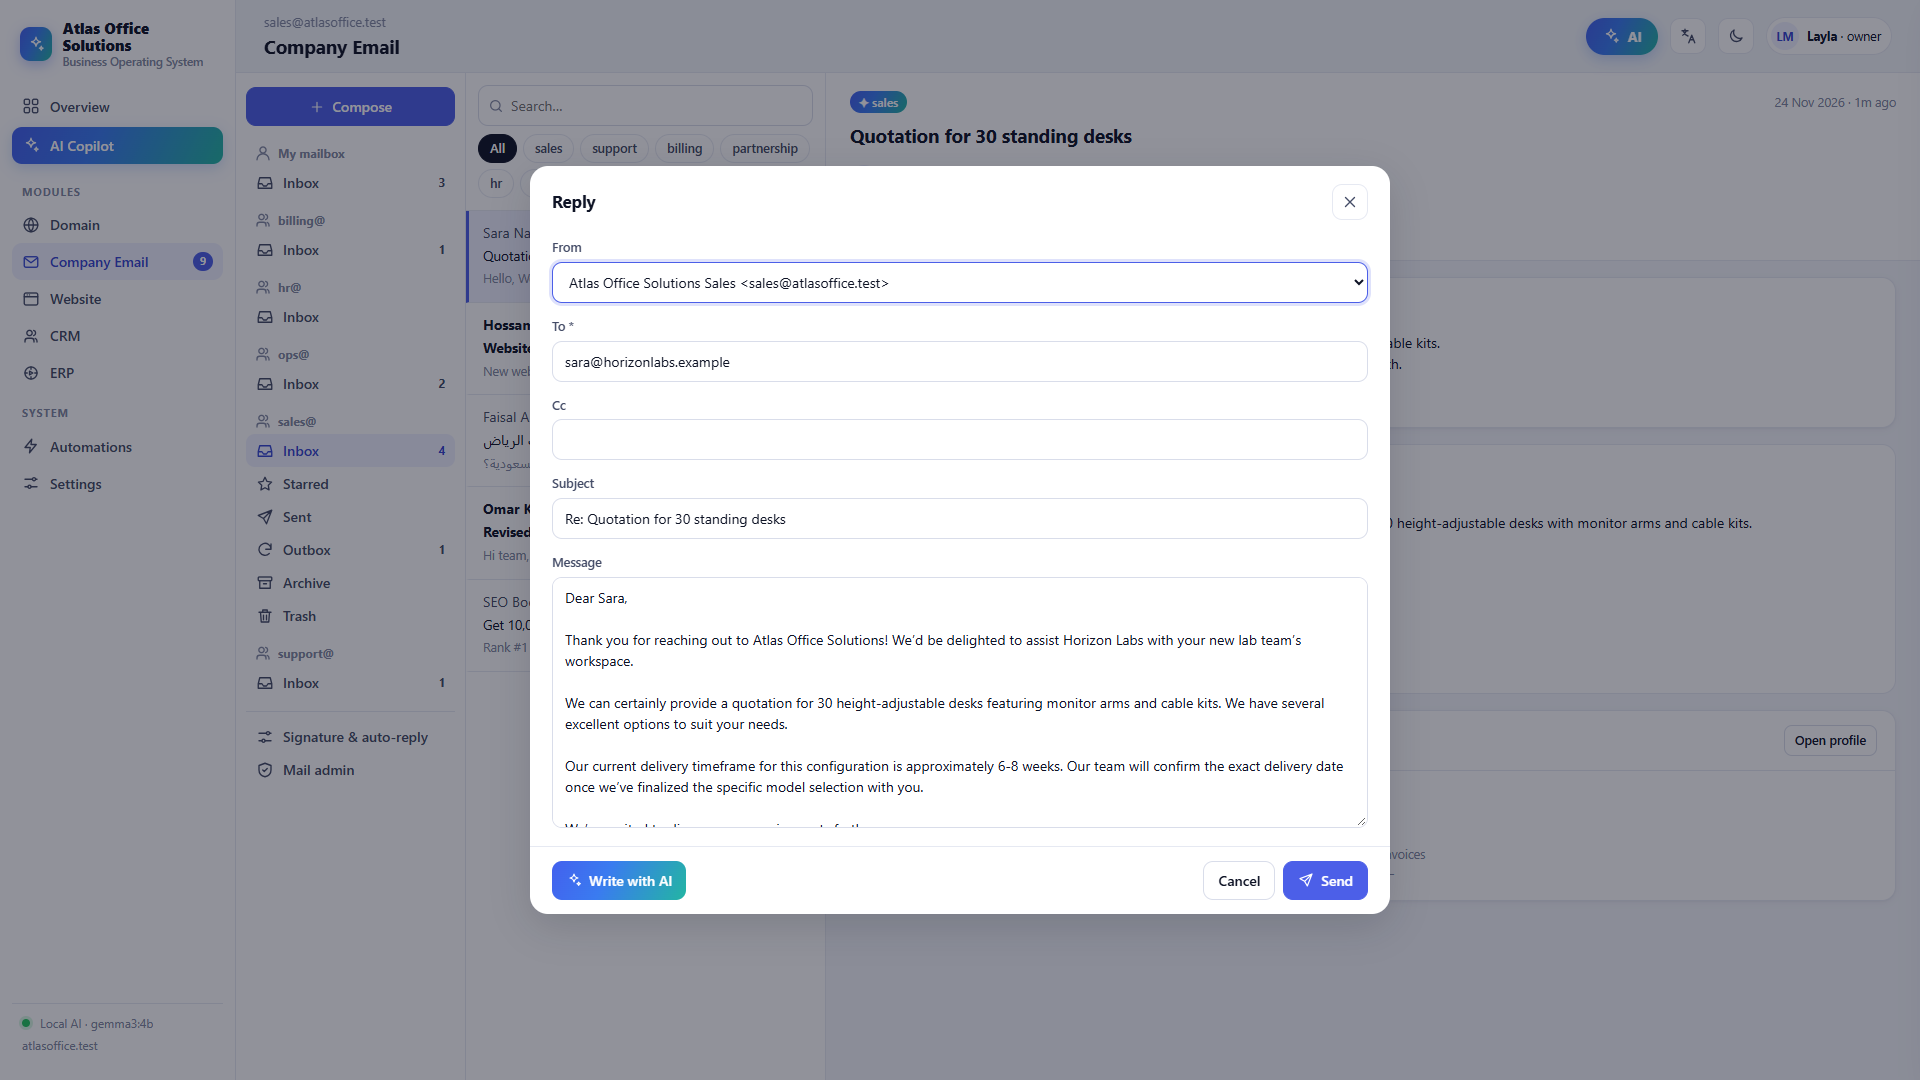 Atlas Office Solutions
Business Operating System
Overview
AI Copilot
MODULES
Domain
Company Email 9
Website
CRM
ERP
SYSTEM
Automations
Settings
Local AI · gemma3:4b
atlasoffice.test
sales@atlasoffice.test
Company Email
AI
LM Layla · owner
Compose
My mailbox
Inbox 3
billing@
Inbox 1
hr@
Inbox
ops@
Inbox 2
sales@
Inbox 4
Starred
Sent
Outbox 1
Archive
Trash
support@
Inbox 1
Signature & auto-reply
Mail admin
Search...
All sales support billing partnership
hr
Sara Na
Quotati
Hello, W
Hossan
Website
New web
Faisal A
الرياض
سعودية؟
Omar K
Revised
Hi team,
SEO Boo
Get 10,0
Rank #1
sales
24 Nov 2026 · 1m ago
Quotation for 30 standing desks
able kits.
h.
height-adjustable desks with monitor arms and cable kits.
Open profile
nvoices
Reply
From
Atlas Office Solutions Sales <sales@atlasoffice.test>
To *
sara@horizonlabs.example
Cc
Subject
Re: Quotation for 30 standing desks
Message
Dear Sara,
Thank you for reaching out to Atlas Office Solutions! We'd be delighted to assist Horizon Labs with your new lab team's
workspace.
We can certainly provide a quotation for 30 height-adjustable desks featuring monitor arms and cable kits. We have several
excellent options to suit your needs.
Our current delivery timeframe for this configuration is approximately 6-8 weeks. Our team will confirm the exact delivery date
once we've finalized the specific model selection with you.
Write with AI
Cancel
Send